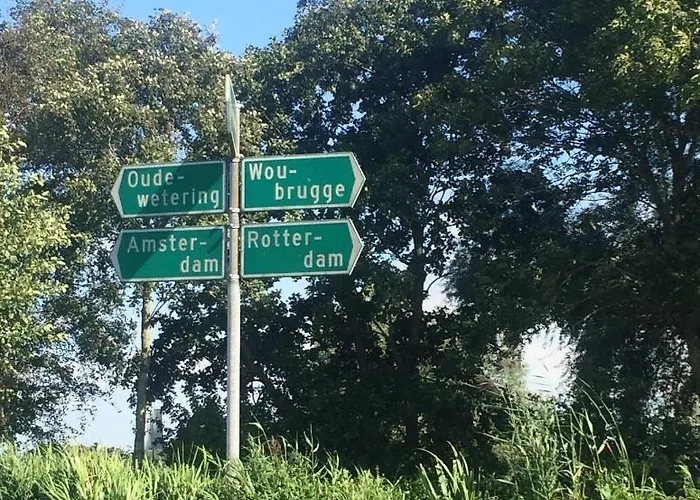 Oude-
wetering
Wou-
brugge
Amster-
dam
Rotter-
dam